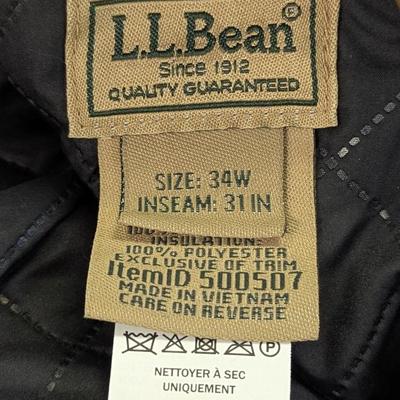 L.L.Bean®
Since 1912
QUALITY GUARANTEED
SIZE: 34W
INSEAM: 31 IN
INSULATION:
100% POLYESTER
EXCLUSIVE OF TRIM
ItemID 500507
MADE IN VIETNAM
CARE ON REVERSE
P
NETTOYER À SEC
UNIQUEMENT